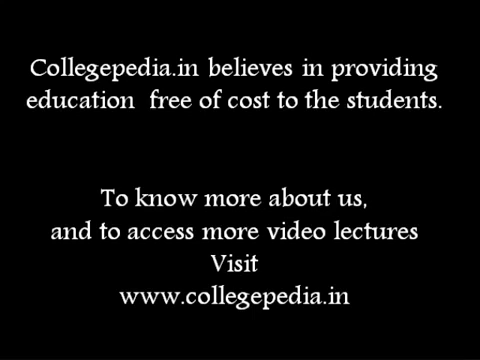 Collegepedia.in believes in providing
education free of cost to the students.
To know more about us,
and to access more video lectures
Visit
www.collegepedia.in